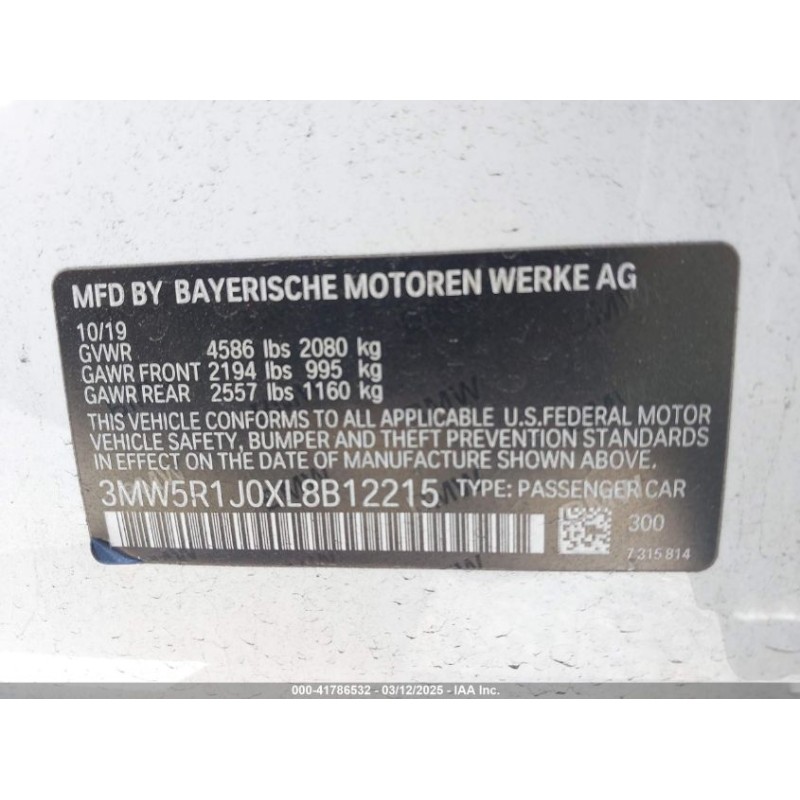 MFD BY BAYERISCHE MOTOREN WERKE AG
10/19
GVWR 4586 lbs 2080 kg
GAWR FRONT 2194 lbs 995 kg
GAWR REAR 2557 lbs 1160 kg
THIS VEHICLE CONFORMS TO ALL APPLICABLE U.S.FEDERAL MOTOR
VEHICLE SAFETY, BUMPER AND THEFT PREVENTION STANDARDS
IN EFFECT ON THE DATE OF MANUFACTURE SHOWN ABOVE.
3MW5R1J0XL8B12215 TYPE: PASSENGER CAR
300
7 315 814
000-41786532 - 03/12/2025 - IAA Inc.